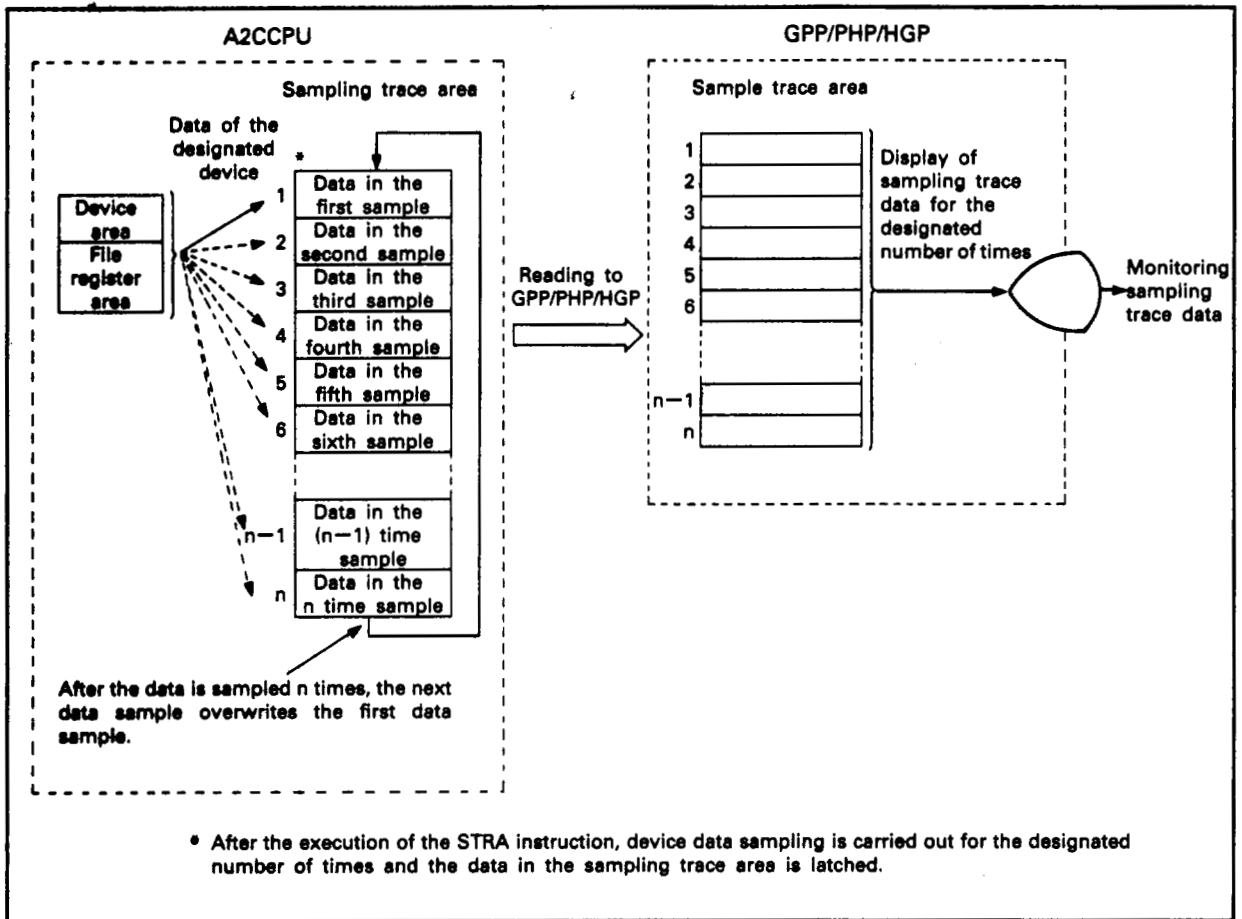 A2CCPU
Sampling trace area
Data of the
designated
device
*
Device
area
File
register
area
1
Data in the
first sample
2
Data in the
second sample
3
Data in the
third sample
4
Data in the
fourth sample
5
Data in the
fifth sample
6
Data in the
sixth sample
n−1
Data in the
(n−1) time
sample
n
Data in the
n time sample
After the data is sampled n times, the next
data sample overwrites the first data
sample.
Reading to
GPP/PHP/HGP
GPP/PHP/HGP
Sample trace area
1
2
3
4
5
6
n−1
n
Display of
sampling trace
data for the
designated
number of times
Monitoring
sampling
trace data
* After the execution of the STRA instruction, device data sampling is carried out for the designated
number of times and the data in the sampling trace area is latched.